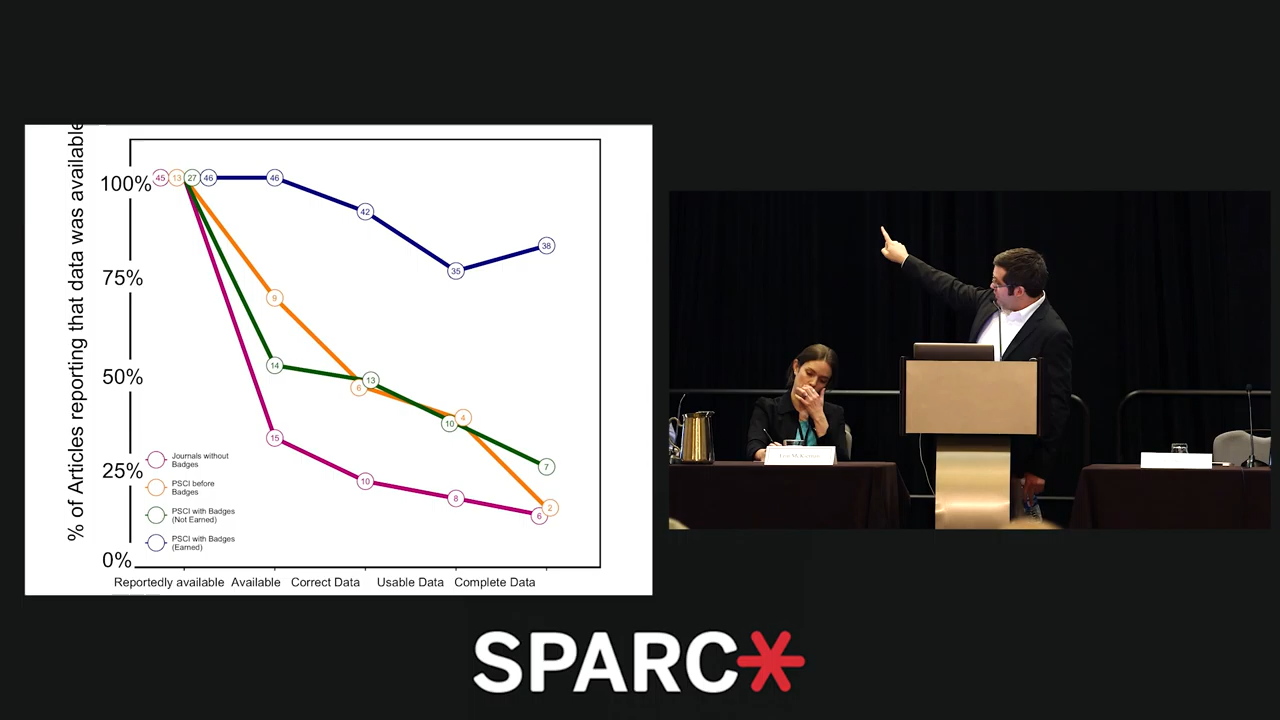 % of Articles reporting that data was available
100%
75%
50%
25%
0%
45 13 27 46 46 42 35 38
9 6 4 2
14 13 10 7
15 10 8 6
Journals without
Badges
PSCI before
Badges
PSCI with Badges
(Not Earned)
PSCI with Badges
(Earned)
Reportedly available Available Correct Data Usable Data Complete Data
SPARC